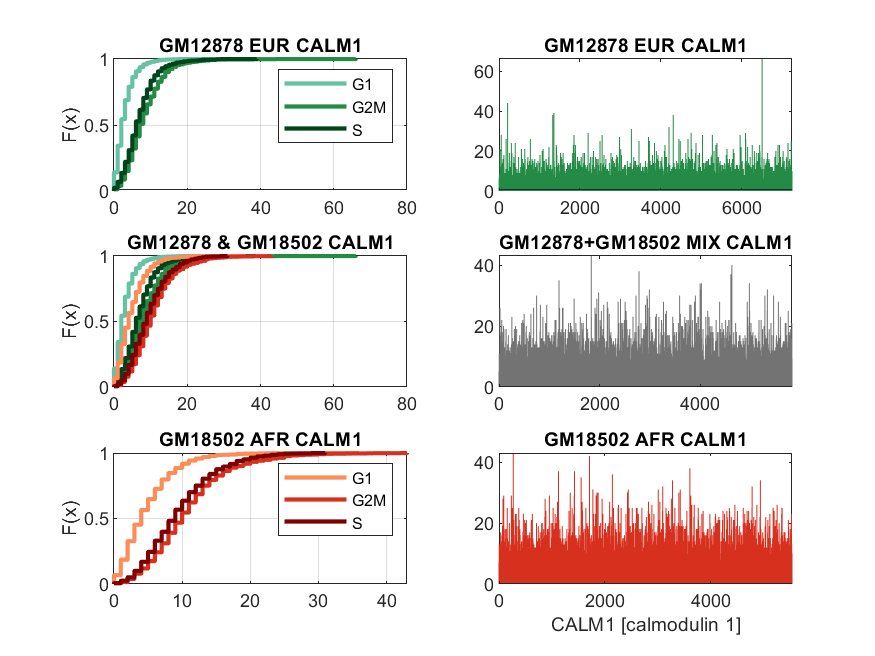 GM12878 EUR CALM1
F(x)
1
0.5
0
0 20 40 60 80
G1
G2M
S
GM12878 EUR CALM1
60
40
20
0
0 2000 4000 6000
GM12878 & GM18502 CALM1
F(x)
1
0.5
0
0 20 40 60 80
GM12878+GM18502 MIX CALM1
40
20
0
0 2000 4000
GM18502 AFR CALM1
F(x)
1
0.5
0
0 10 20 30 40
G1
G2M
S
GM18502 AFR CALM1
40
20
0
0 2000 4000
CALM1 [calmodulin 1]